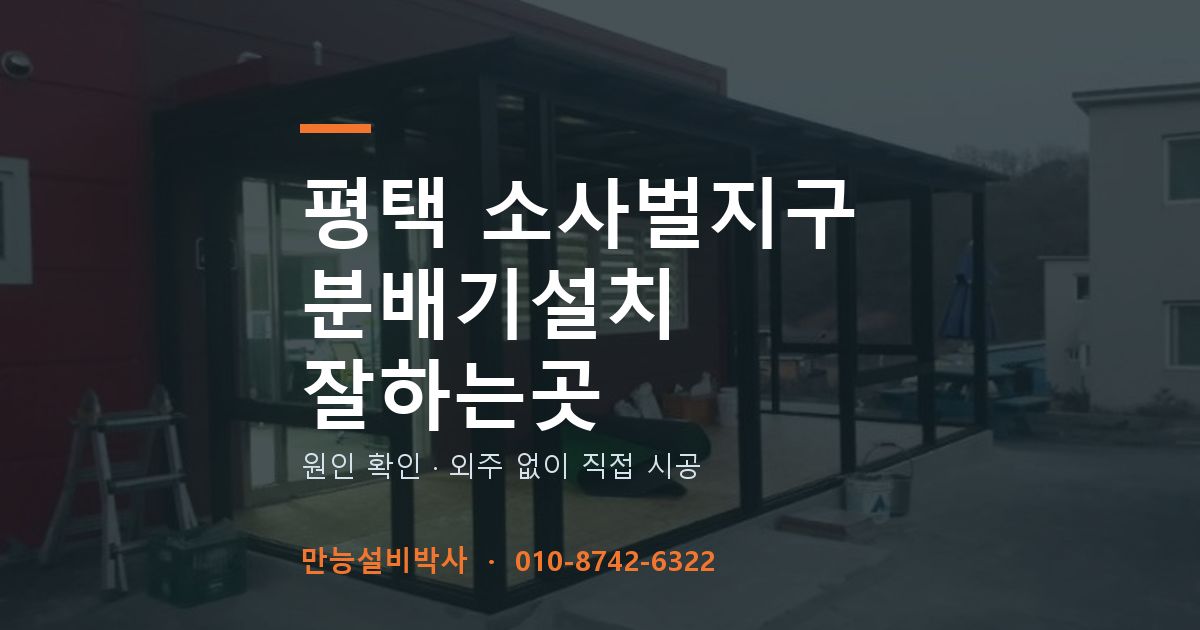 평택 소사벌지구
분배기설치
잘하는곳
원인 확인 · 외주 없이 직접 시공
만능설비박사 · 010-8742-6322